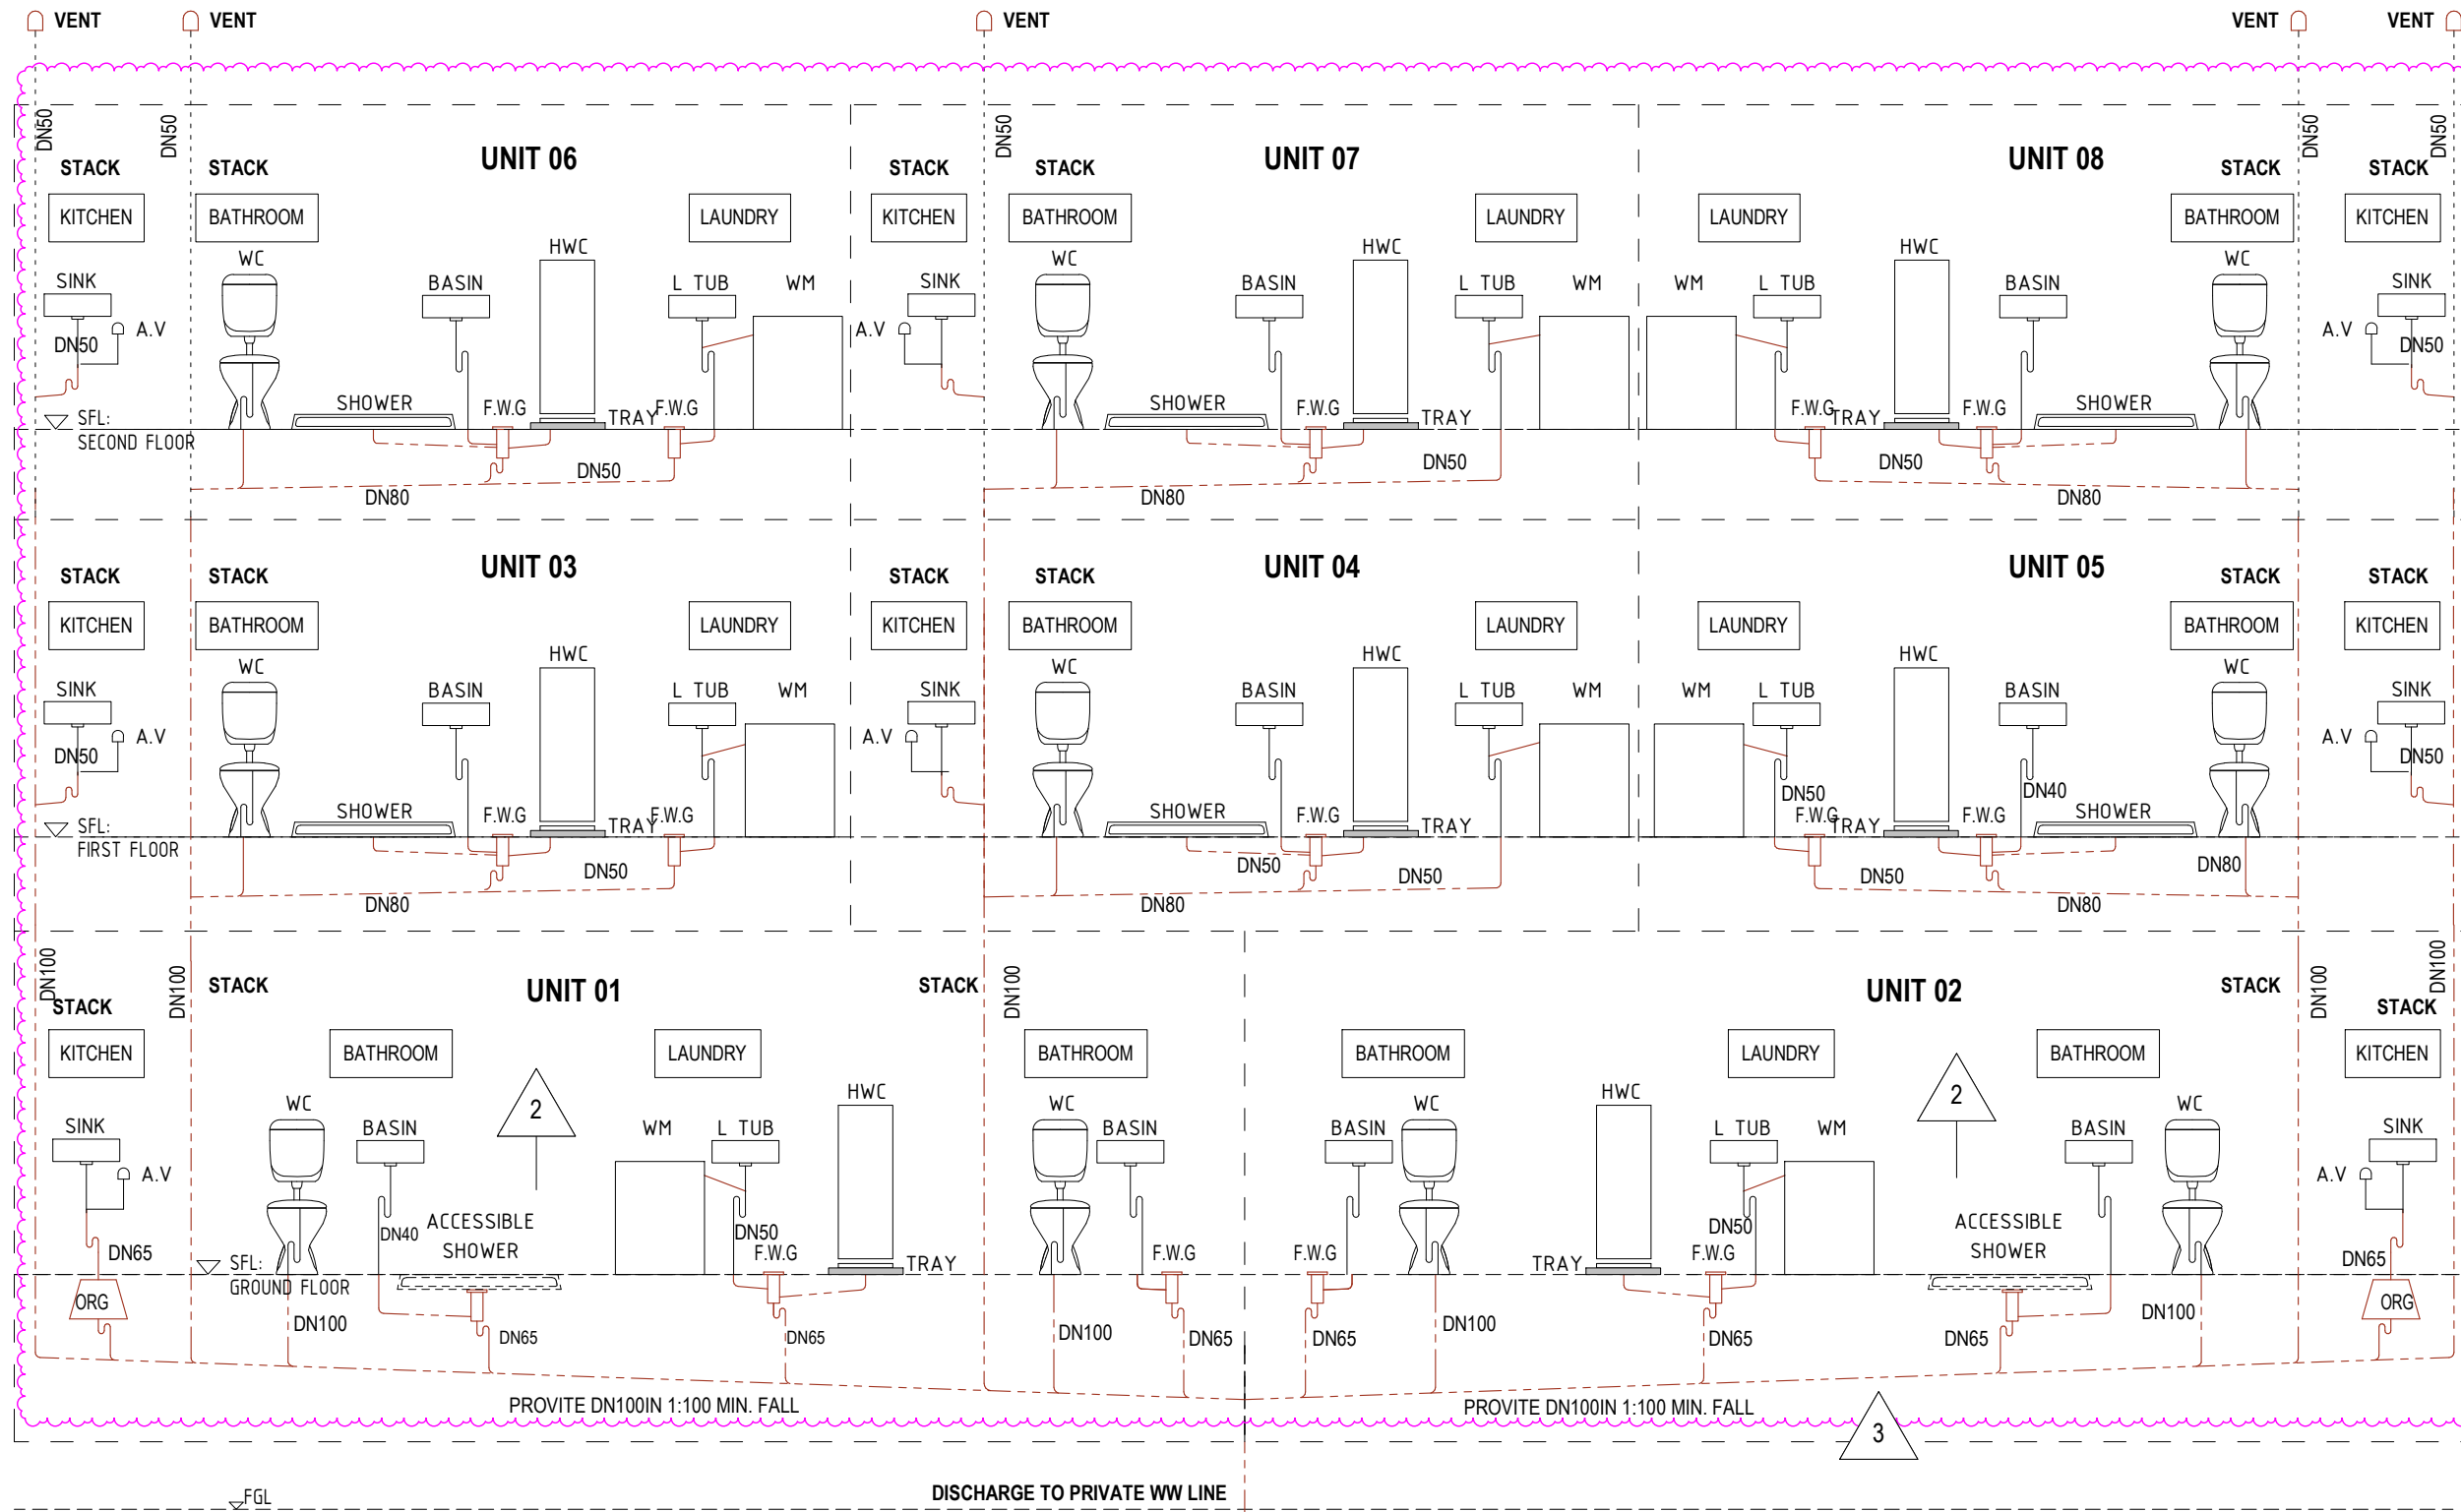 VENT VENT VENT VENT VENT
DN50 DN50 DN50 DN50 DN50
UNIT 06 UNIT 07 UNIT 08
STACK STACK STACK STACK STACK STACK
KITCHEN BATHROOM LAUNDRY KITCHEN BATHROOM LAUNDRY LAUNDRY BATHROOM KITCHEN
WC HWC HWC HWC WC
WC
SINK BASIN L TUB WM SINK BASIN L TUB WM WM L TUB BASIN SINK
A.V A.V A.V
DN50 DN50
SHOWER F.W.G TRAY F.W.G SHOWER F.W.G TRAY F.W.G TRAY F.W.G SHOWER
SFL:
SECOND FLOOR
DN50 DN50 DN50
DN80 DN80 DN80
UNIT 03 UNIT 04 UNIT 05
STACK STACK STACK STACK STACK STACK
KITCHEN BATHROOM LAUNDRY KITCHEN BATHROOM LAUNDRY LAUNDRY BATHROOM KITCHEN
WC HWC WC HWC HWC WC
SINK BASIN L TUB WM SINK BASIN L TUB WM WM L TUB BASIN SINK
A.V A.V A.V
DN50 DN50
DN50 DN40
SHOWER F.W.G TRAY F.W.G SHOWER F.W.G TRAY F.W.G TRAY F.W.G SHOWER
SFL:
FIRST FLOOR
DN50 DN50 DN50 DN50 DN80
DN80 DN80 DN80
DN100 DN100 DN100 DN100 DN100
STACK UNIT 01 STACK UNIT 02 STACK
STACK STACK
KITCHEN BATHROOM LAUNDRY BATHROOM BATHROOM LAUNDRY BATHROOM KITCHEN
2 2
WC HWC WC WC HWC WC
SINK BASIN WM L TUB BASIN BASIN L TUB WM BASIN SINK
A.V A.V
DN40 DN50 DN50
ACCESSIBLE
SHOWER
ACCESSIBLE
SHOWER
DN65 F.W.G TRAY F.W.G F.W.G TRAY F.W.G DN65
SFL:
GROUND FLOOR
ORG ORG
DN100 DN65 DN65 DN100 DN65 DN65 DN100 DN65 DN65 DN100
PROVITE DN100IN 1:100 MIN. FALL PROVITE DN100IN 1:100 MIN. FALL
3
FGL DISCHARGE TO PRIVATE WW LINE